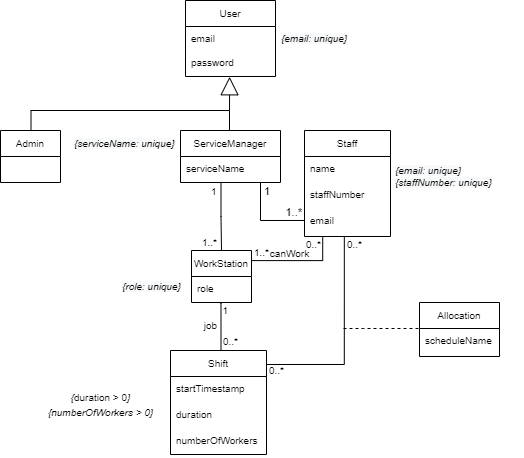 User
email
{email: unique}
password
Admin
{serviceName: unique}
ServiceManager
serviceName
Staff
name
staffNumber
email
{email: unique}
{staffNumber: unique}
1
1
1..*
1..*
1..*
canWork
0..*
0..*
WorkStation
role
{role: unique}
1
job
0..*
Allocation
scheduleName
Shift
0..*
startTimestamp
duration
numberOfWorkers
{duration > 0}
{numberOfWorkers > 0}